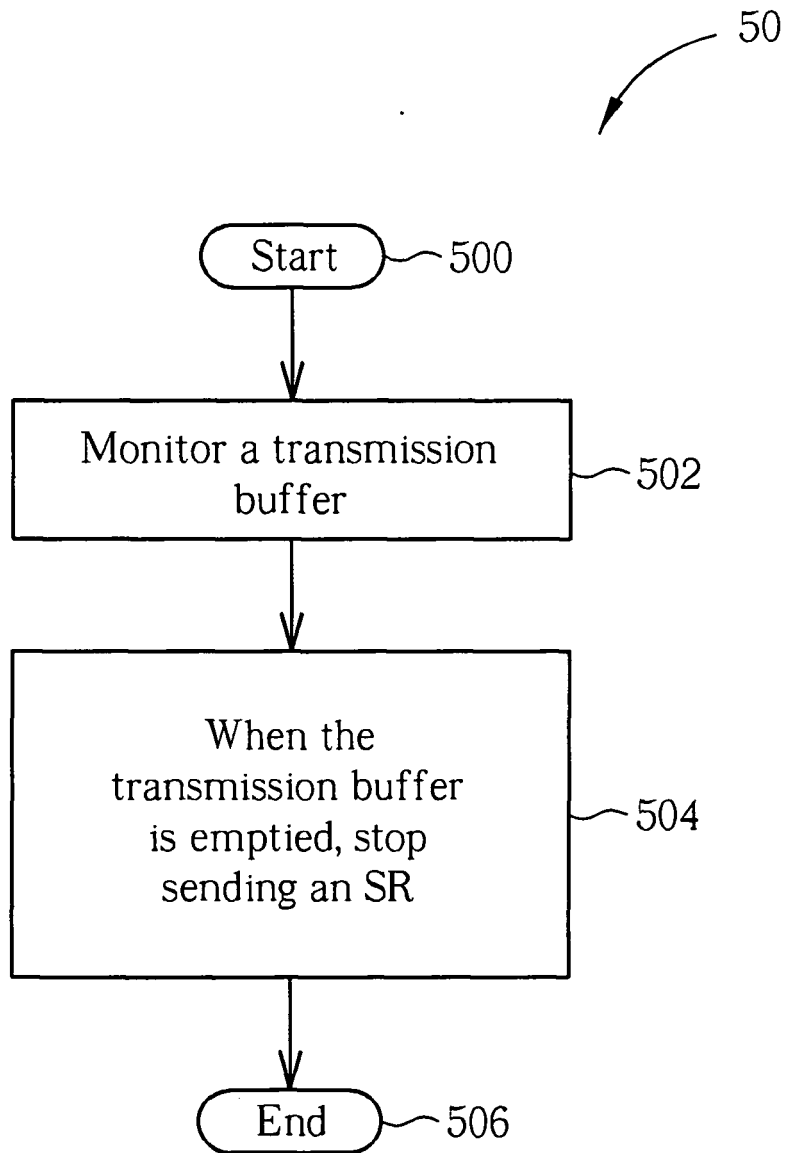 50
Start
500
Monitor a transmission
buffer
502
When the
transmission buffer
is emptied, stop
sending an SR
504
End
506